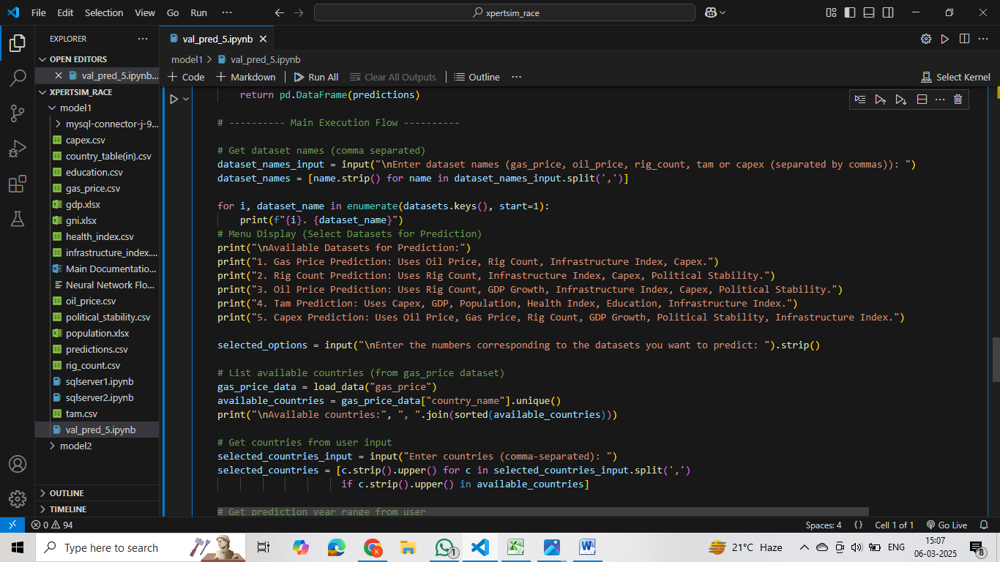 File Edit Selection View Go Run ···
xpertsim_race
EXPLORER ···
OPEN EDITORS
val_pred_5.ipynb...
XPERTSIM_RACE
model1
mysql-connector-j-9...
capex.csv
country_table(in).csv
education.csv
gas_price.csv
gdp.xlsx
gni.xlsx
health_index.csv
infrastructure_index....
Main Documentatio...
Neural Network Flo...
oil_price.csv
political_stability.csv
population.xlsx
predictions.csv
rig_count.csv
sqlserver1.ipynb
sqlserver2.ipynb
tam.csv
val_pred_5.ipynb
model2
OUTLINE
TIMELINE
val_pred_5.ipynb
model1 > val_pred_5.ipynb
+ Code + Markdown | Run All Clear All Outputs | Outline ···
Select Kernel
return pd.DataFrame(predictions)
# ---------- Main Execution Flow ----------
# Get dataset names (comma separated)
dataset_names_input = input("\nEnter dataset names (gas_price, oil_price, rig_count, tam or capex (separated by commas)): ")
dataset_names = [name.strip() for name in dataset_names_input.split(',')]
for i, dataset_name in enumerate(datasets.keys(), start=1):
print(f"{i}. {dataset_name}")
# Menu Display (Select Datasets for Prediction)
print("\nAvailable Datasets for Prediction:")
print("1. Gas Price Prediction: Uses Oil Price, Rig Count, Infrastructure Index, Capex.")
print("2. Rig Count Prediction: Uses Rig Count, Infrastructure Index, Capex, Political Stability.")
print("3. Oil Price Prediction: Uses Rig Count, GDP Growth, Infrastructure Index, Capex, Political Stability.")
print("4. Tam Prediction: Uses Capex, GDP, Population, Health Index, Education, Infrastructure Index.")
print("5. Capex Prediction: Uses Oil Price, Gas Price, Rig Count, GDP Growth, Political Stability, Infrastructure Index.")
selected_options = input("\nEnter the numbers corresponding to the datasets you want to predict: ").strip()
# List available countries (from gas_price dataset)
gas_price_data = load_data("gas_price")
available_countries = gas_price_data["country_name"].unique()
print("\nAvailable countries:", ", ".join(sorted(available_countries)))
# Get countries from user input
selected_countries_input = input("Enter countries (comma-separated): ")
selected_countries = [c.strip().upper() for c in selected_countries_input.split(',')
if c.strip().upper() in available_countries]
# Get prediction year range from user
0 94
Spaces: 4 {} Cell 1 of 1 Go Live
Type here to search
1
21°C Haze
ENG
15:07
06-03-2025
8